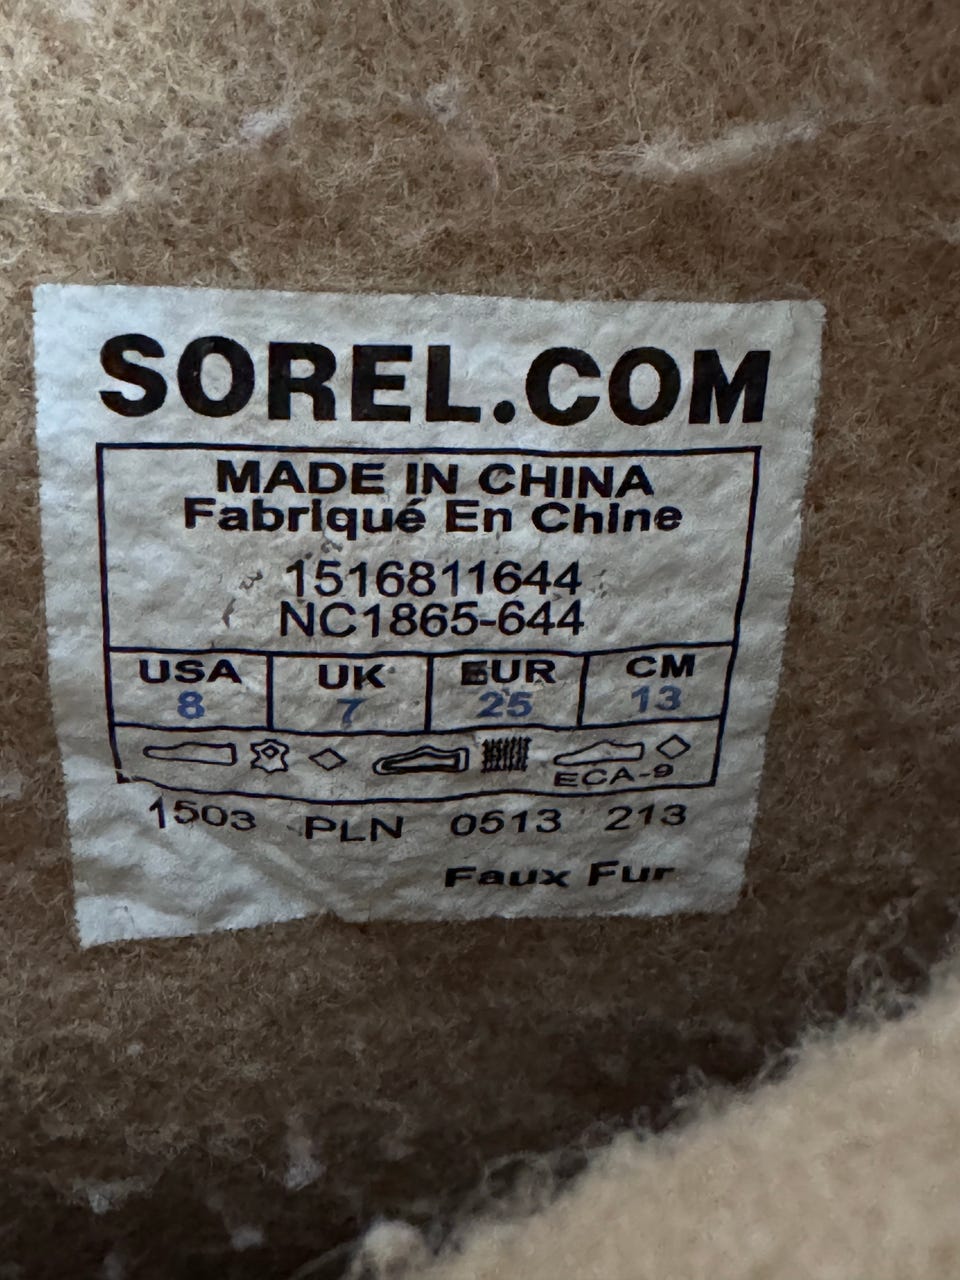 SOREL.COM
MADE IN CHINA
Fabriqué En Chine
1516811644
NC1865-644
USA UK EUR CM
8 7 25 13
ECA-9
1503 PLN 0513 213
Faux Fur